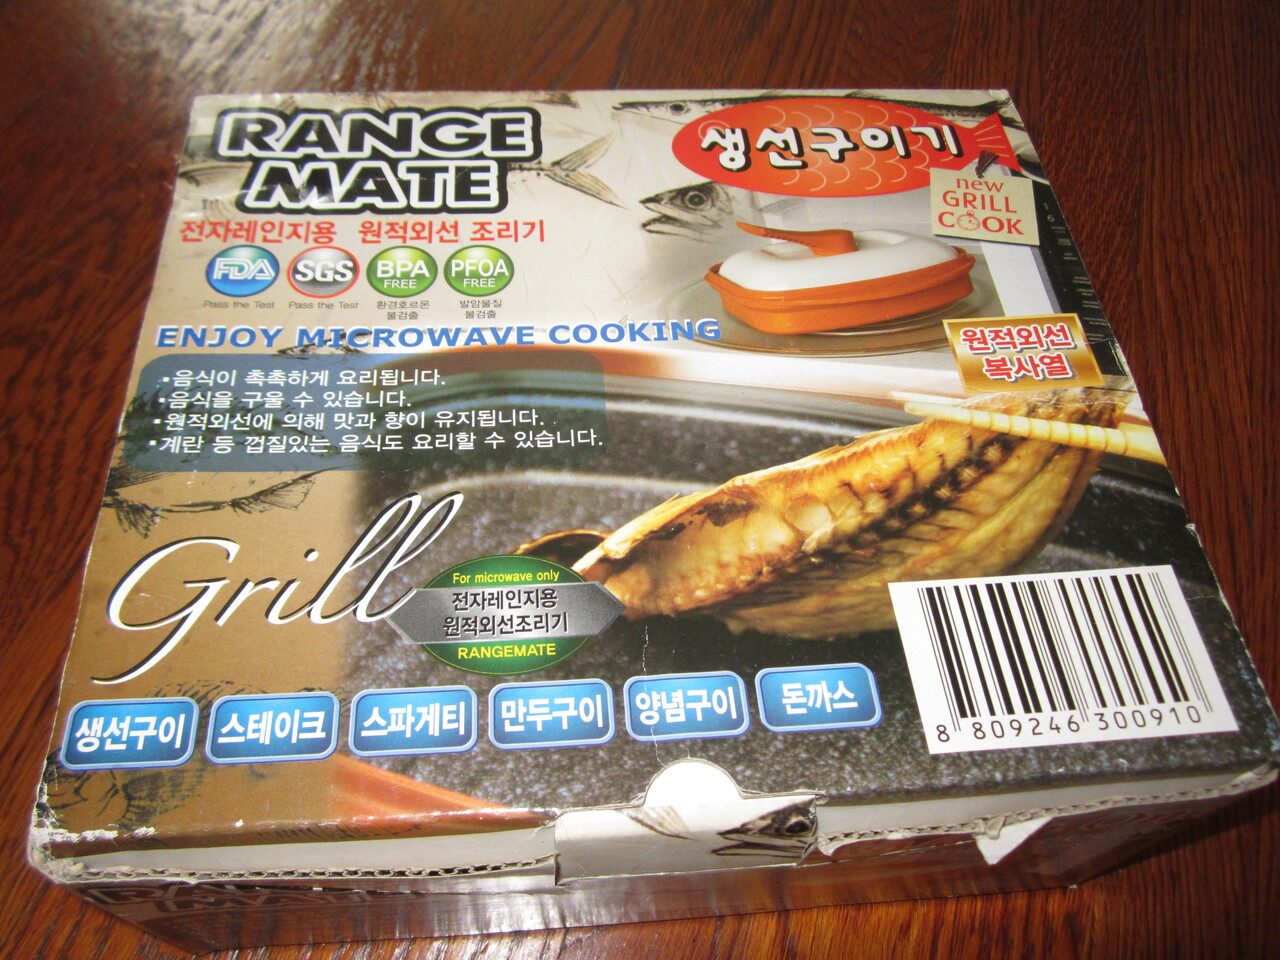 RANGE
MATE
전자레인지용 원적외선 조리기
FDA
Pass the Test
SGS
Pass the Test
BPA
FREE
환경호르몬
불검출
PFOA
FREE
발암물질
불검출
생선구이기
new
GRILL
COOK
ENJOY MICROWAVE COOKING
원적외선
복사열
•음식이 촉촉하게 요리됩니다.
•음식을 구울 수 있습니다.
•원적외선에 의해 맛과 향이 유지됩니다.
•계란 등 껍질있는 음식도 요리할 수 있습니다.
Grill
For microwave only
전자레인지용
원적외선조리기
RANGEMATE
생선구이
스테이크
스파게티
만두구이
양념구이
돈까스
8 809246 300910